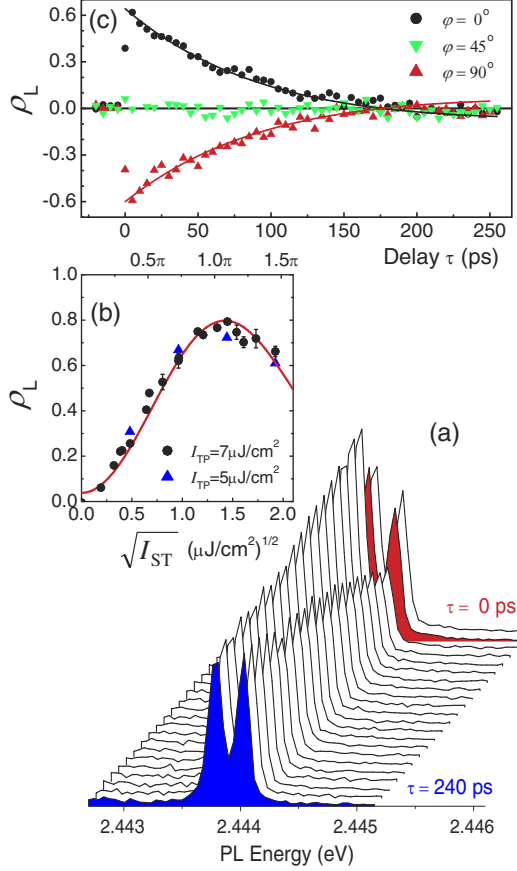 (c)
φ = 0°
φ = 45°
φ = 90°
ρL
0.6
0.3
0.0
-0.3
-0.6
0 50 100 150 200 250
Delay τ (ps)
0.5π 1.0π 1.5π
(b)
ρL
1.0
0.8
0.6
0.4
0.2
0.0
I_TP=7μJ/cm²
I_TP=5μJ/cm²
0.0 0.5 1.0 1.5 2.0
√I_ST (μJ/cm²)^1/2
(a)
τ = 0 ps
τ = 240 ps
2.443 2.444 2.445 2.446
PL Energy (eV)